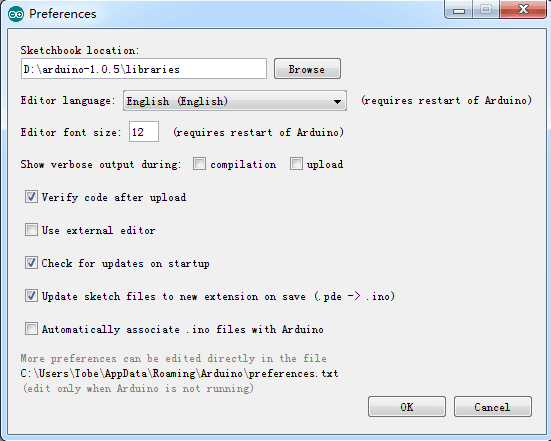 Preferences
Sketchbook location:
D:\arduino-1.0.5\libraries
Browse
Editor language: English (English) (requires restart of Arduino)
Editor font size: 12 (requires restart of Arduino)
Show verbose output during: compilation upload
Verify code after upload
Use external editor
Check for updates on startup
Update sketch files to new extension on save (.pde -> .ino)
Automatically associate .ino files with Arduino
More preferences can be edited directly in the file
C:\Users\Tobe\AppData\Roaming\Arduino\preferences.txt
(edit only when Arduino is not running)
OK Cancel